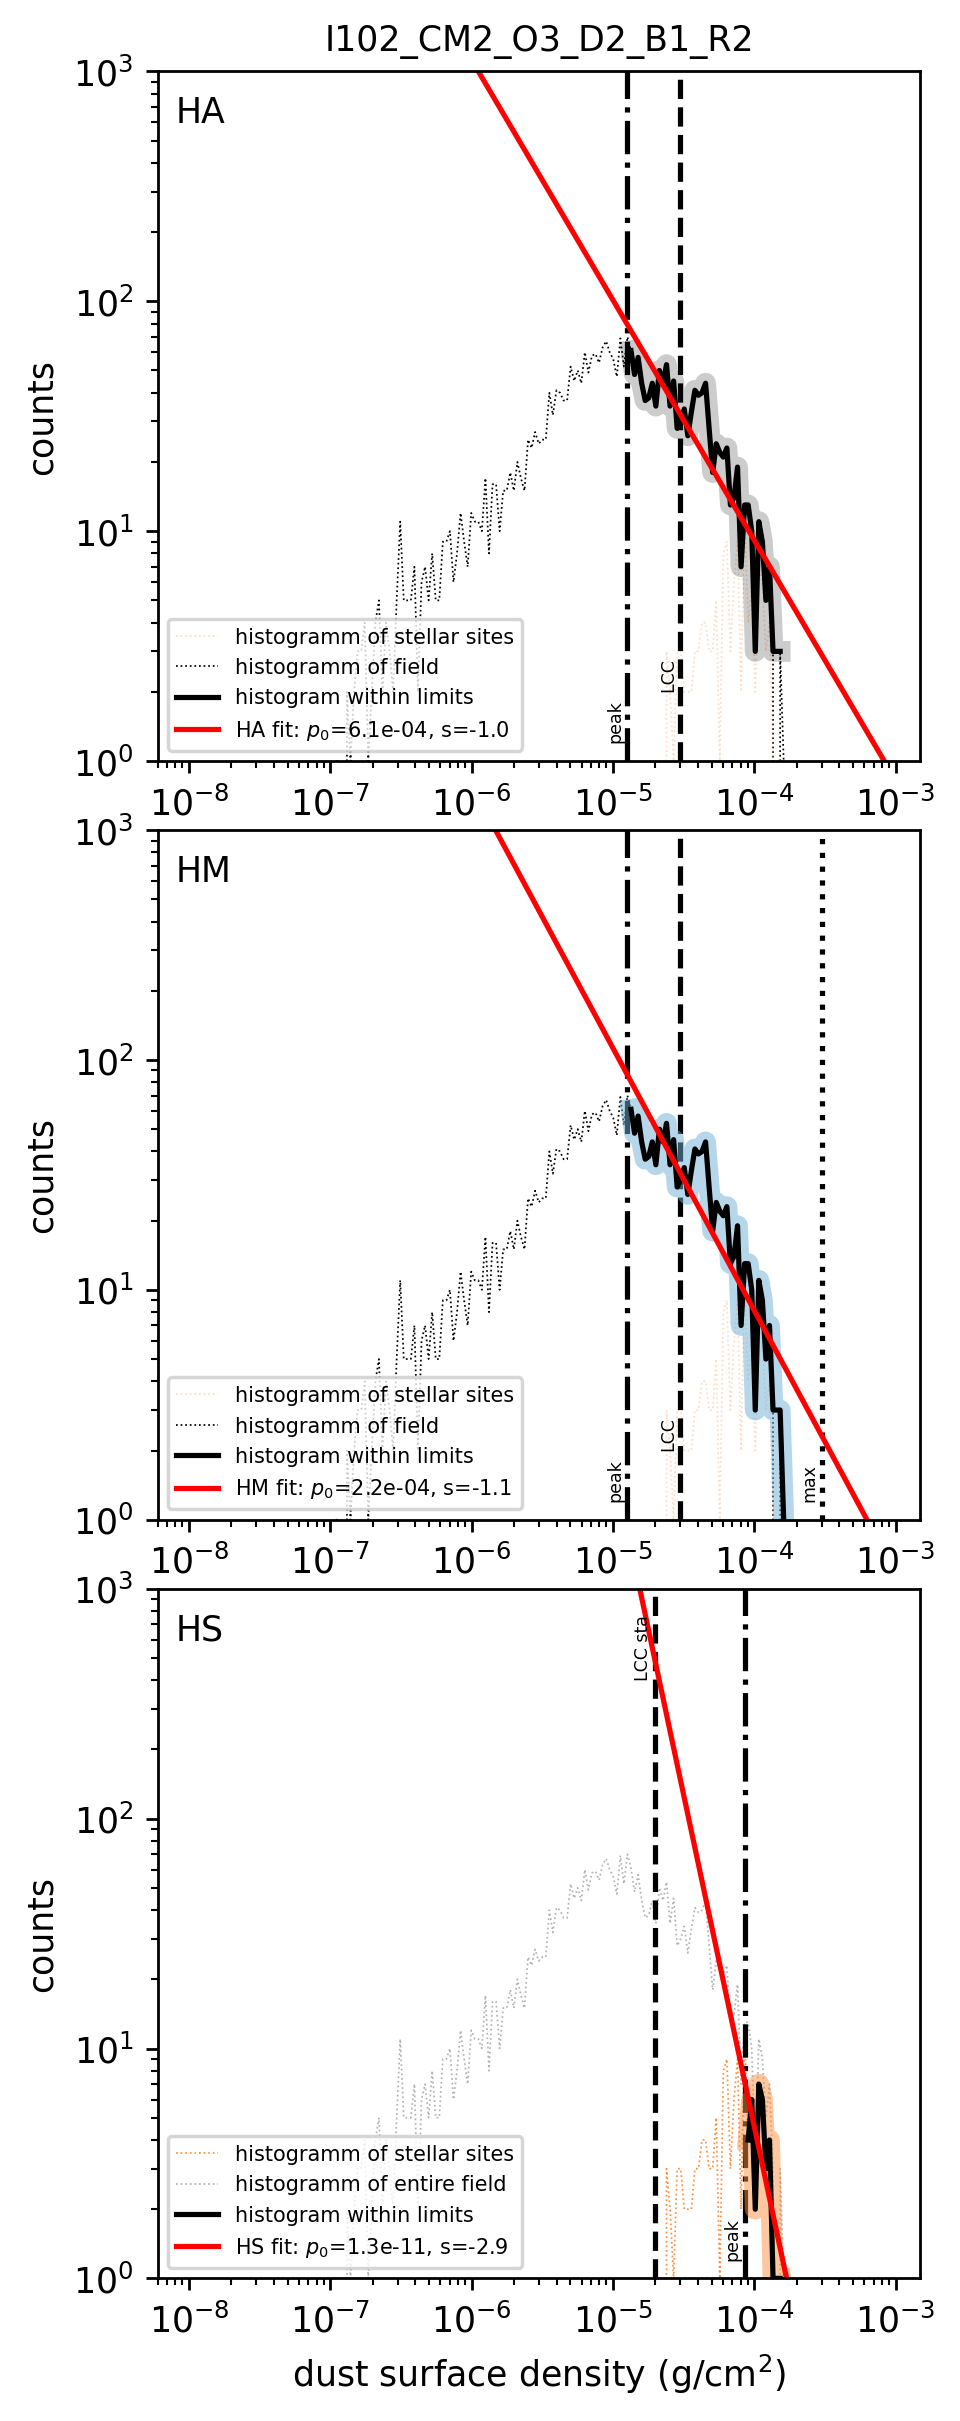 I102_CM2_O3_D2_B1_R2
10³
HA
10²
counts
10¹
LCC
peak
histogramm of stellar sites
histogramm of field
histogram within limits
HA fit: p₀=6.1e-04, s=-1.0
10⁰
10⁻⁸ 10⁻⁷ 10⁻⁶ 10⁻⁵ 10⁻⁴ 10⁻³
10³
HM
10²
counts
10¹
LCC
peak
max
histogramm of stellar sites
histogramm of field
histogram within limits
HM fit: p₀=2.2e-04, s=-1.1
10⁰
10⁻⁸ 10⁻⁷ 10⁻⁶ 10⁻⁵ 10⁻⁴ 10⁻³
10³
HS
LCC sta
10²
counts
10¹
peak
histogramm of stellar sites
histogramm of entire field
histogram within limits
HS fit: p₀=1.3e-11, s=-2.9
10⁰
10⁻⁸ 10⁻⁷ 10⁻⁶ 10⁻⁵ 10⁻⁴ 10⁻³
dust surface density (g/cm²)